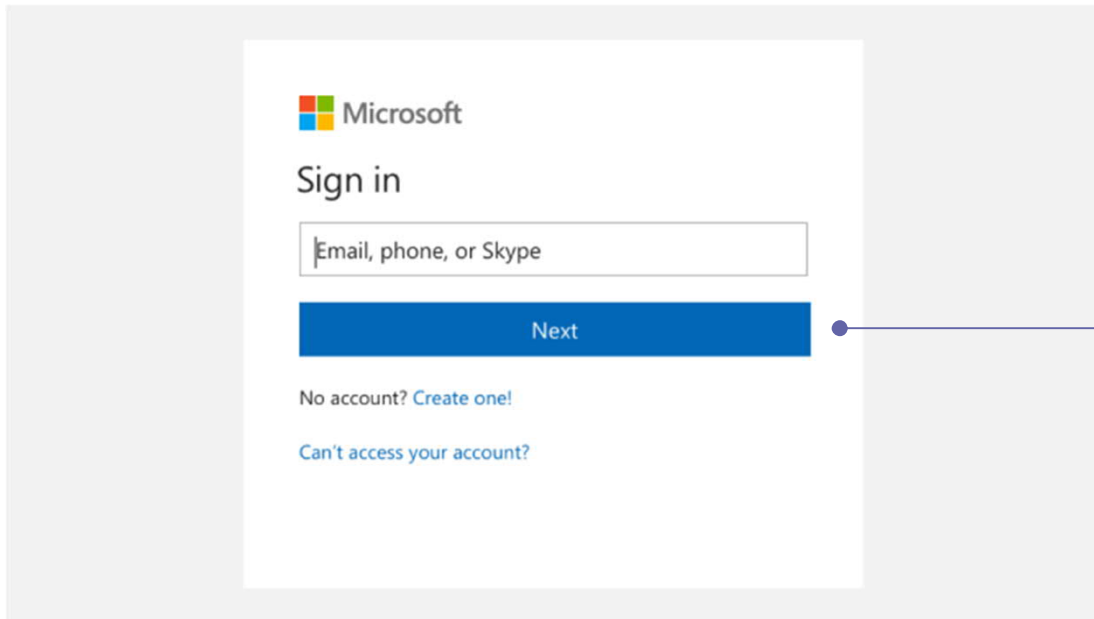 Microsoft
Sign in
Email, phone, or Skype
Next
No account? Create one!
Can't access your account?